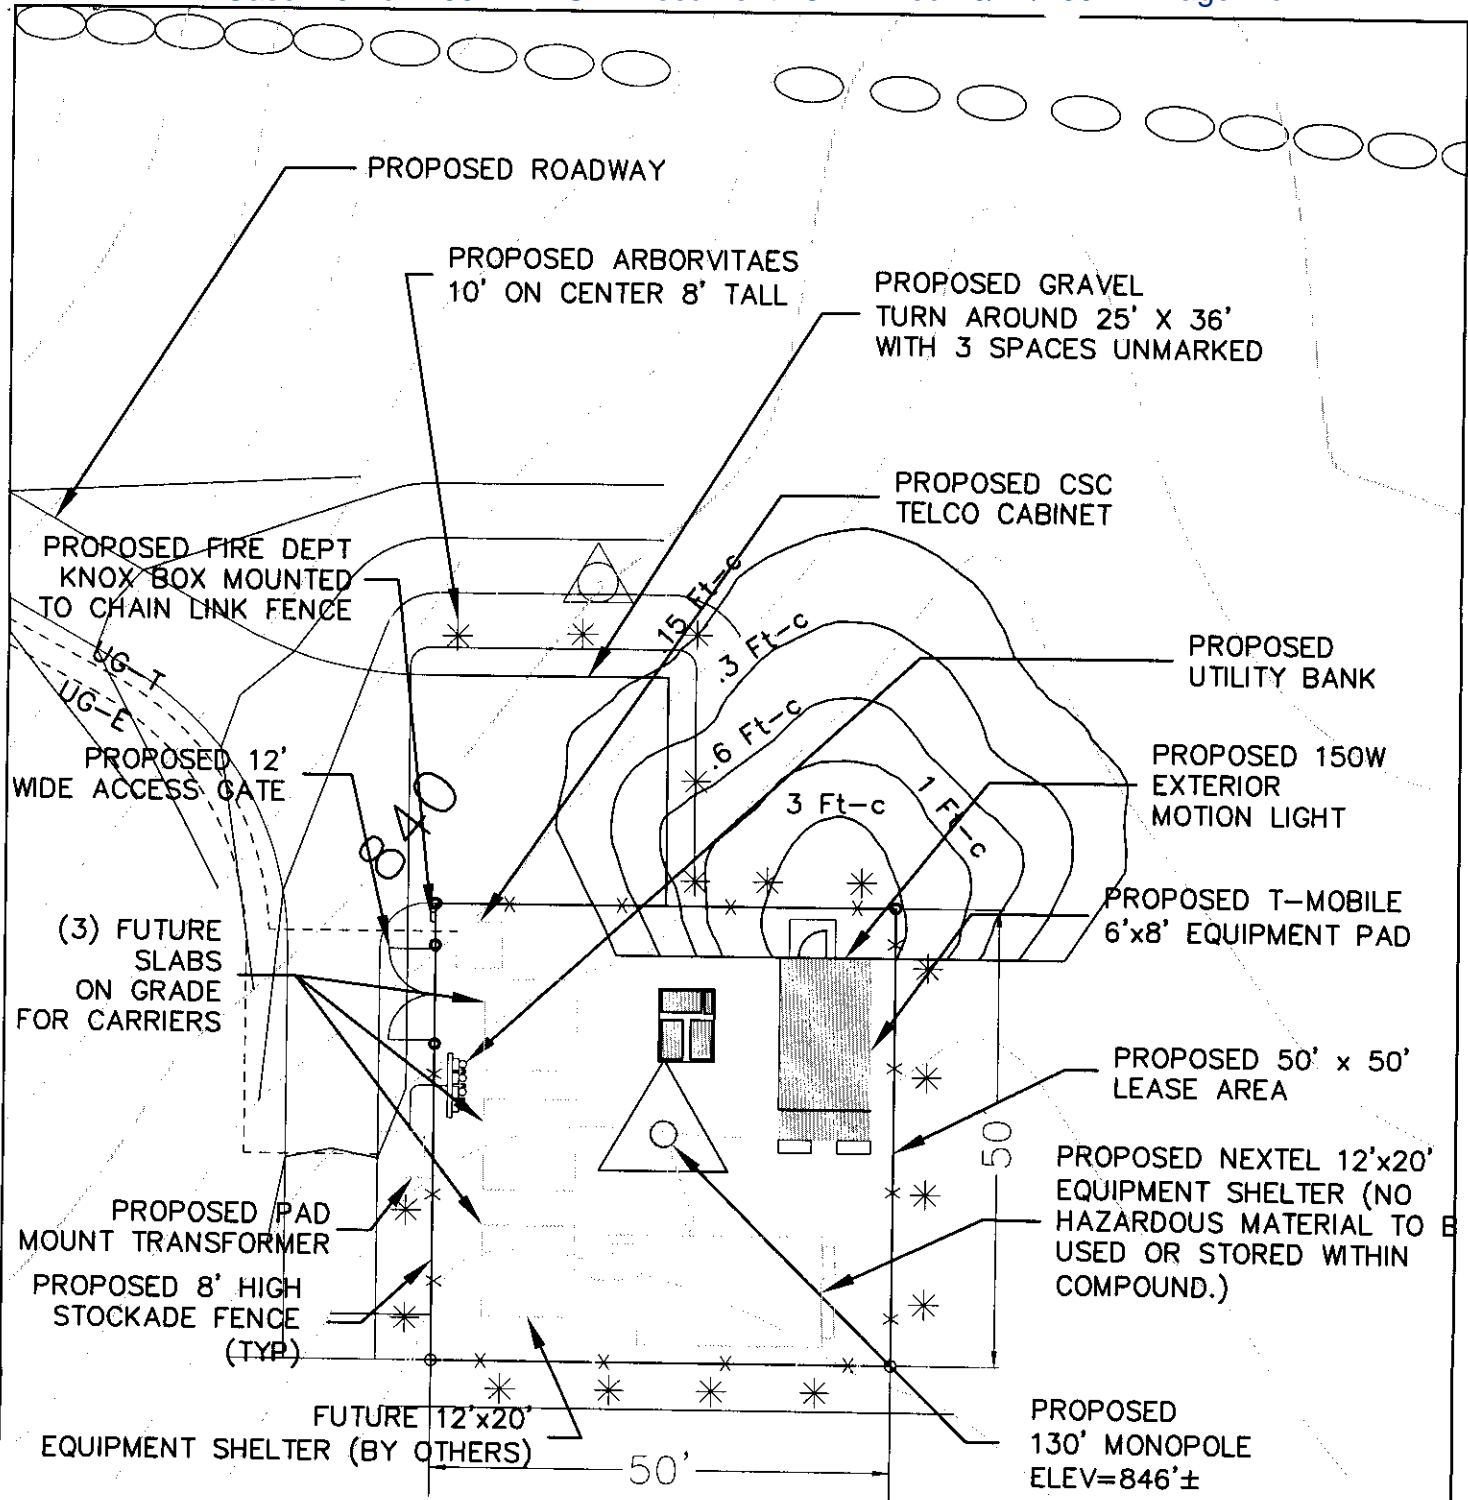 PROPOSED ROADWAY
PROPOSED ARBORVITAES
10' ON CENTER 8' TALL
PROPOSED GRAVEL
TURN AROUND 25' X 36'
WITH 3 SPACES UNMARKED
PROPOSED CSC
TELCO CABINET
PROPOSED FIRE DEPT
KNOX BOX MOUNTED
TO CHAIN LINK FENCE
.15 Ft-c
.3 Ft-c
.6 Ft-c
1 Ft-c
3 Ft-c
UG-T
UG-E
PROPOSED
UTILITY BANK
PROPOSED 12'
WIDE ACCESS GATE
840
PROPOSED 150W
EXTERIOR
MOTION LIGHT
(3) FUTURE
SLABS
ON GRADE
FOR CARRIERS
PROPOSED T-MOBILE
6'x8' EQUIPMENT PAD
PROPOSED 50' x 50'
LEASE AREA
50
PROPOSED NEXTEL 12'x20'
EQUIPMENT SHELTER (NO
HAZARDOUS MATERIAL TO B
USED OR STORED WITHIN
COMPOUND.)
PROPOSED PAD
MOUNT TRANSFORMER
PROPOSED 8' HIGH
STOCKADE FENCE
(TYP)
FUTURE 12'x20'
EQUIPMENT SHELTER (BY OTHERS)
50'
PROPOSED
130' MONOPOLE
ELEV=846'±